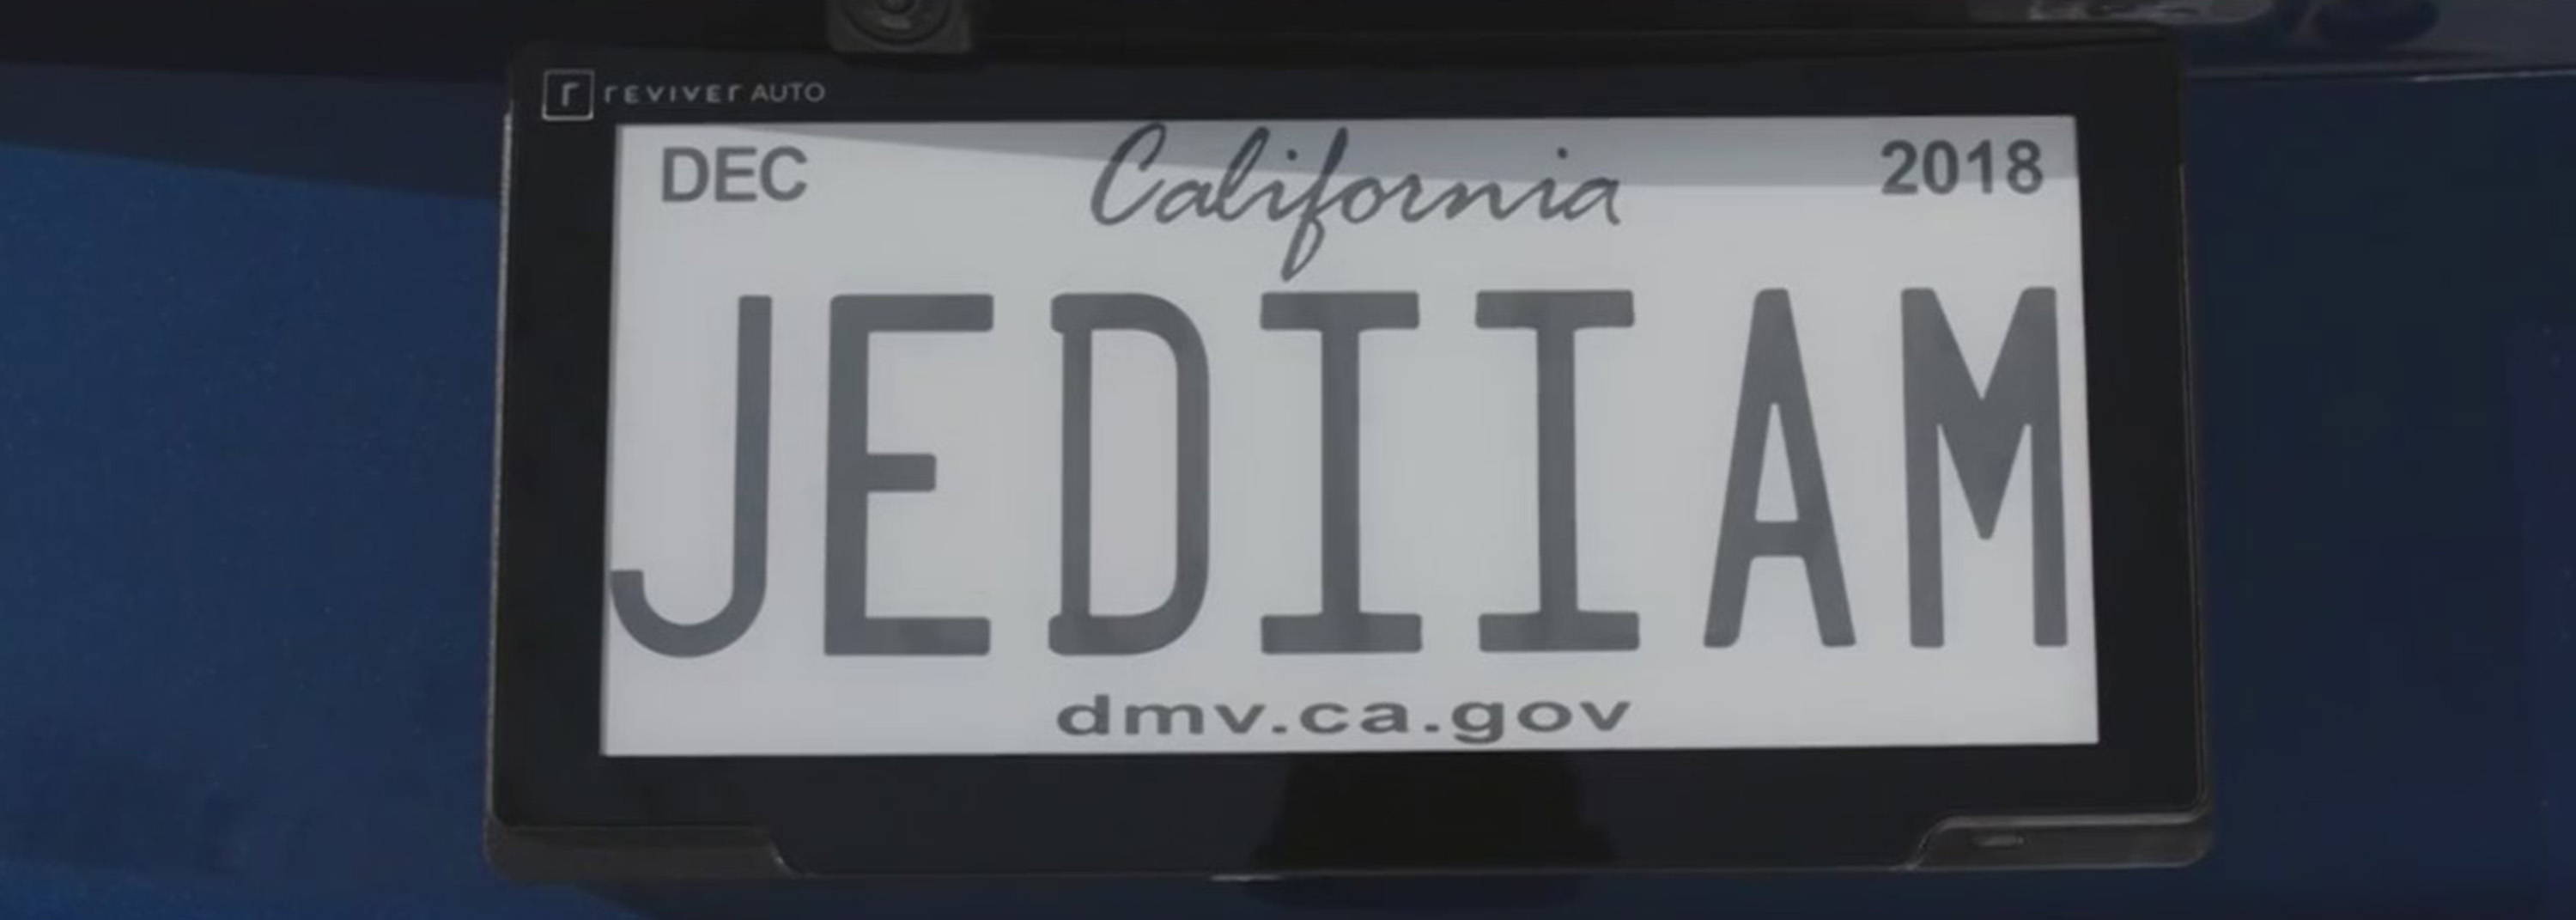 r reviver AUTO
DEC California 2018
JEDIIAM
dmv.ca.gov